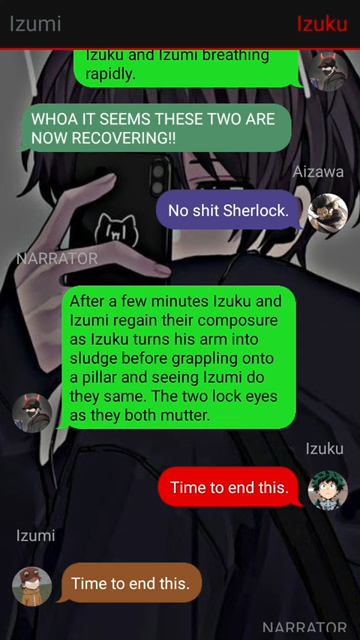 Izumi
Izuku
Izuku and Izumi breathing
rapidly.
WHOA IT SEEMS THESE TWO ARE
NOW RECOVERING!!
Aizawa
No shit Sherlock.
NARRATOR
After a few minutes Izuku and
Izumi regain their composure
as Izuku turns his arm into
sludge before grappling onto
a pillar and seeing Izumi do
they same. The two lock eyes
as they both mutter.
Izuku
Time to end this.
Izumi
Time to end this.
NARRATOR